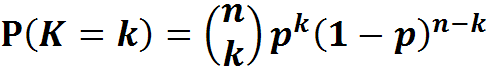 P(K = k) = (n k) p^k (1 − p)^{n−k}